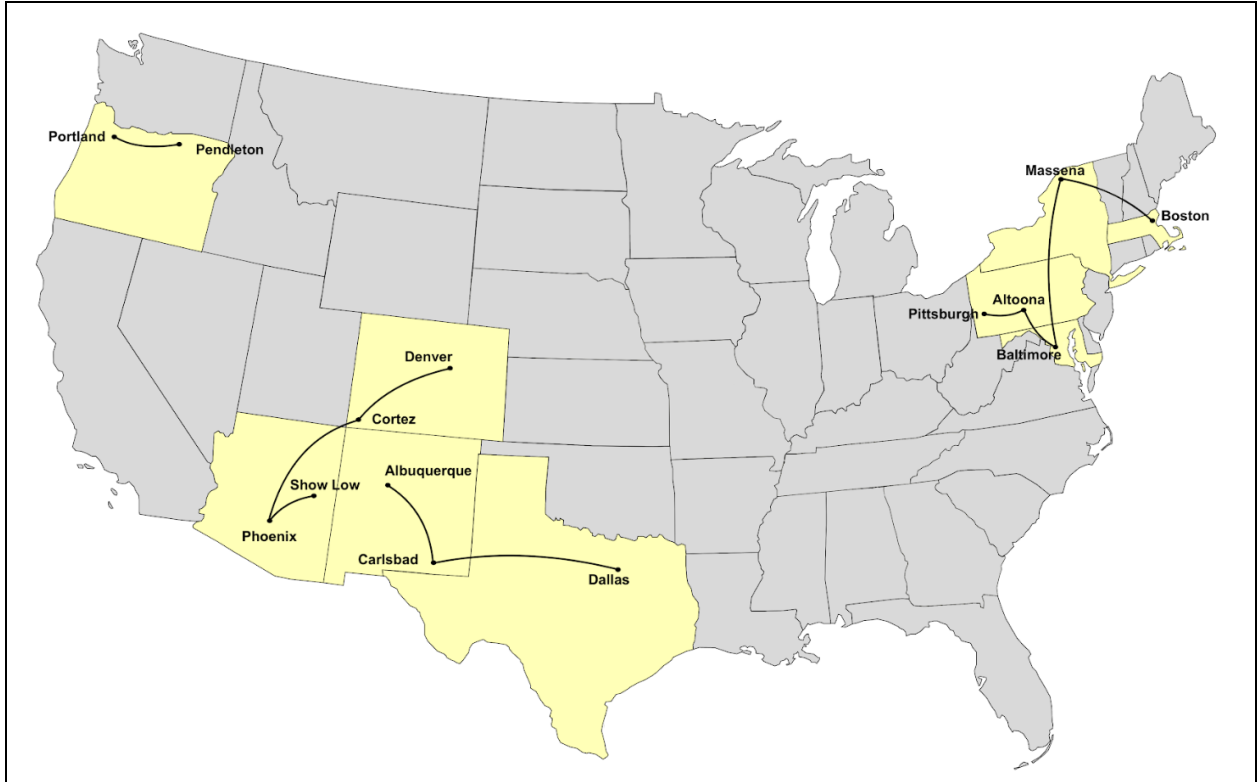 Portland
Pendleton
Massena
Boston
Altoona
Pittsburgh
Baltimore
Denver
Cortez
Albuquerque
Show Low
Phoenix
Carlsbad
Dallas